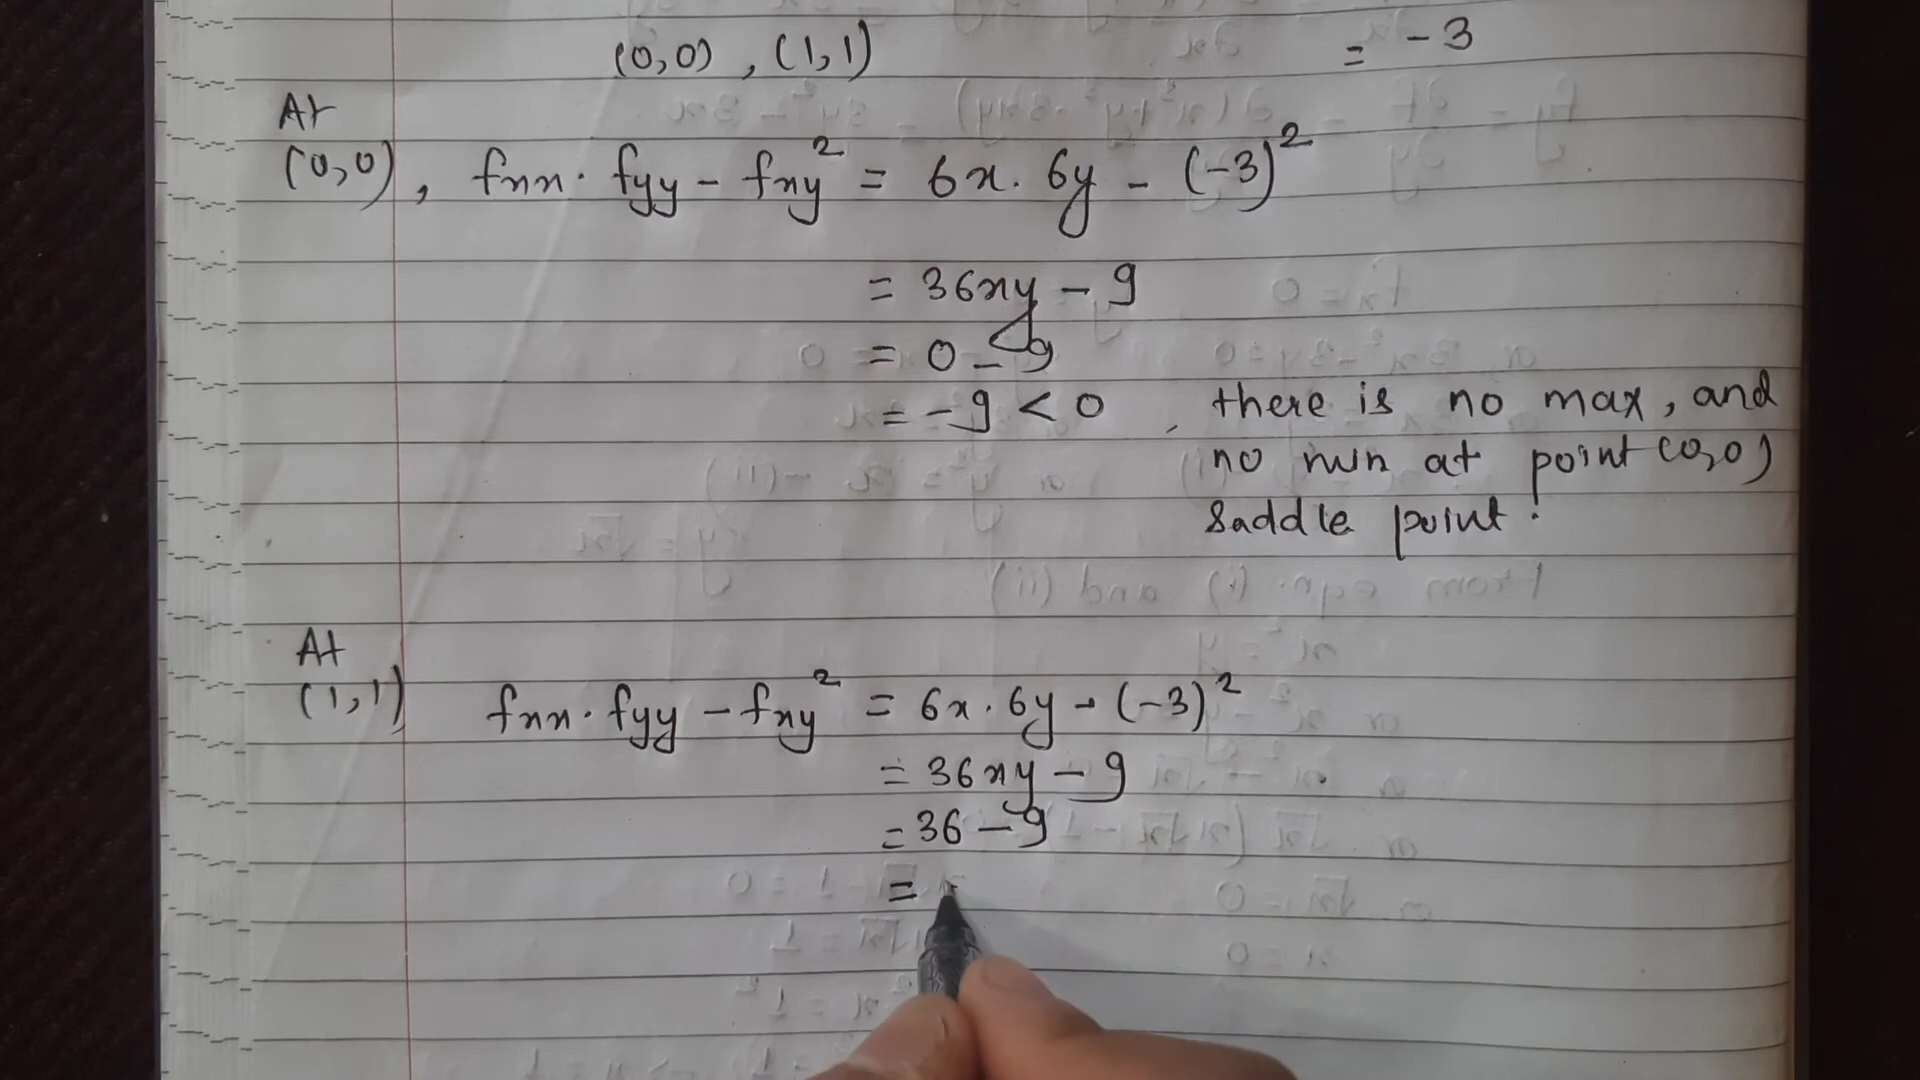 (0,0) , (1,1) = -3
At
(0,0), fxx · fyy - fxy² = 6x · 6y - (-3)²
= 36xy - 9
= 0 - 9
= -9 < 0 , there is no max, and
no min at point (0,0)
saddle point.
At
(1,1) fxx · fyy - fxy² = 6x · 6y - (-3)²
= 36xy - 9
= 36 - 9
=